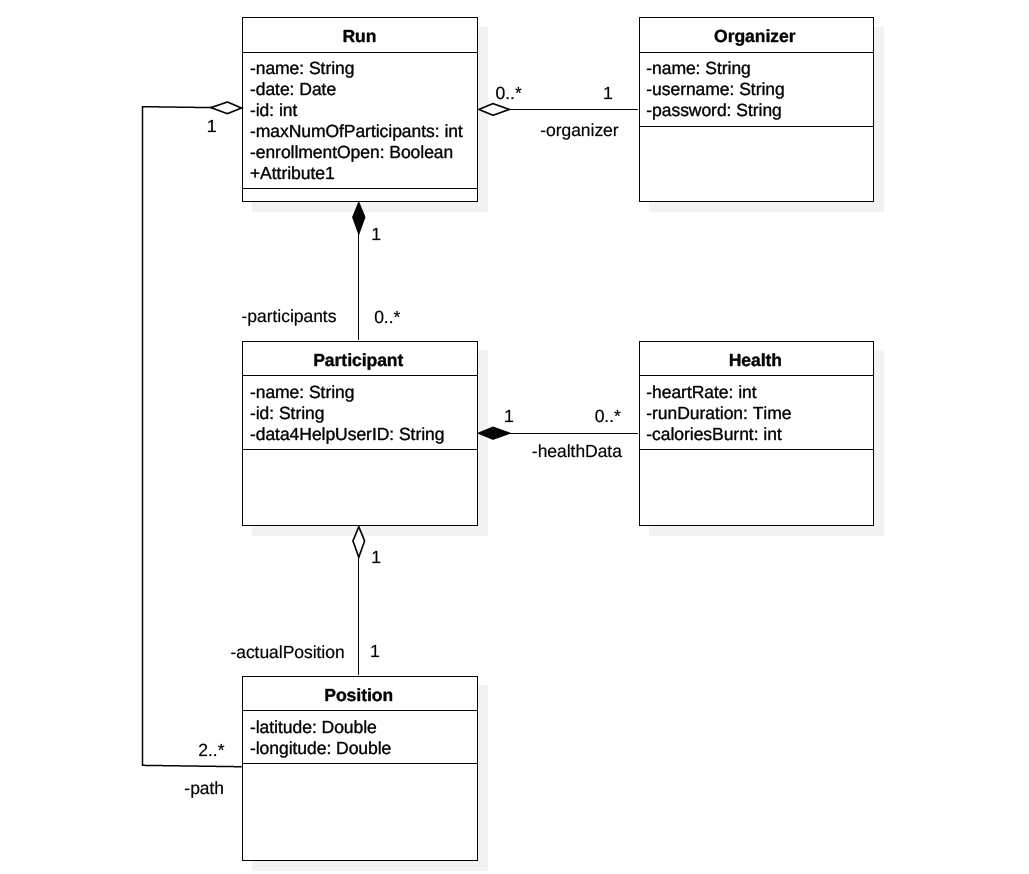 Run
-name: String
-date: Date
-id: int
-maxNumOfParticipants: int
-enrollmentOpen: Boolean
+Attribute1
Organizer
-name: String
-username: String
-password: String
0..*
1
-organizer
1
1
-participants
0..*
Participant
-name: String
-id: String
-data4HelpUserID: String
Health
-heartRate: int
-runDuration: Time
-caloriesBurnt: int
1
0..*
-healthData
1
-actualPosition
1
Position
-latitude: Double
-longitude: Double
2..*
-path